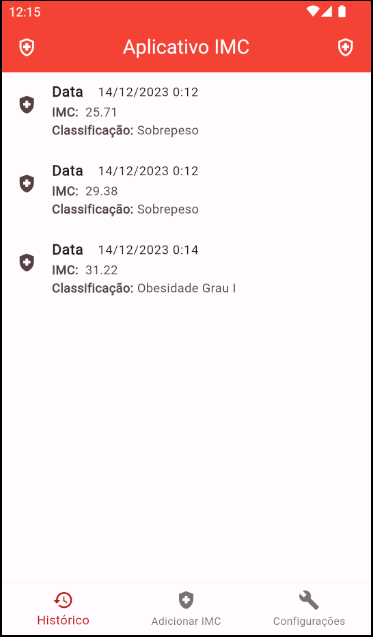 12:15
Aplicativo IMC
Data 14/12/2023 0:12
IMC: 25.71
Classificação: Sobrepeso
Data 14/12/2023 0:12
IMC: 29.38
Classificação: Sobrepeso
Data 14/12/2023 0:14
IMC: 31.22
Classificação: Obesidade Grau I
Histórico
Adicionar IMC
Configurações